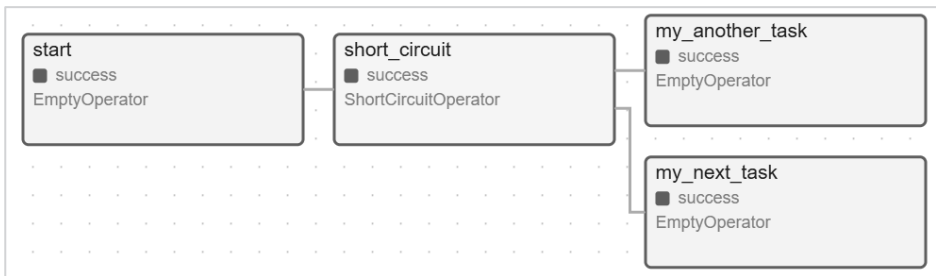 start
success
EmptyOperator
short_circuit
success
ShortCircuitOperator
my_another_task
success
EmptyOperator
my_next_task
success
EmptyOperator